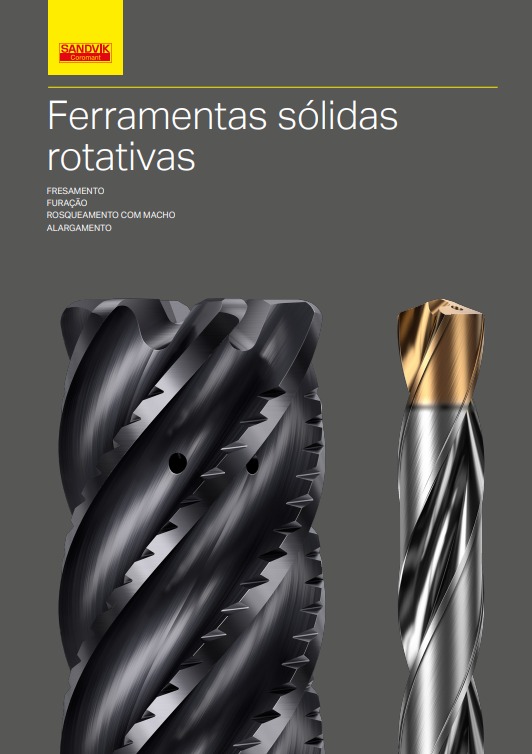 SANDVIK
Coromant
Ferramentas sólidas
rotativas
FRESAMENTO
FURAÇÃO
ROSQUEAMENTO COM MACHO
ALARGAMENTO